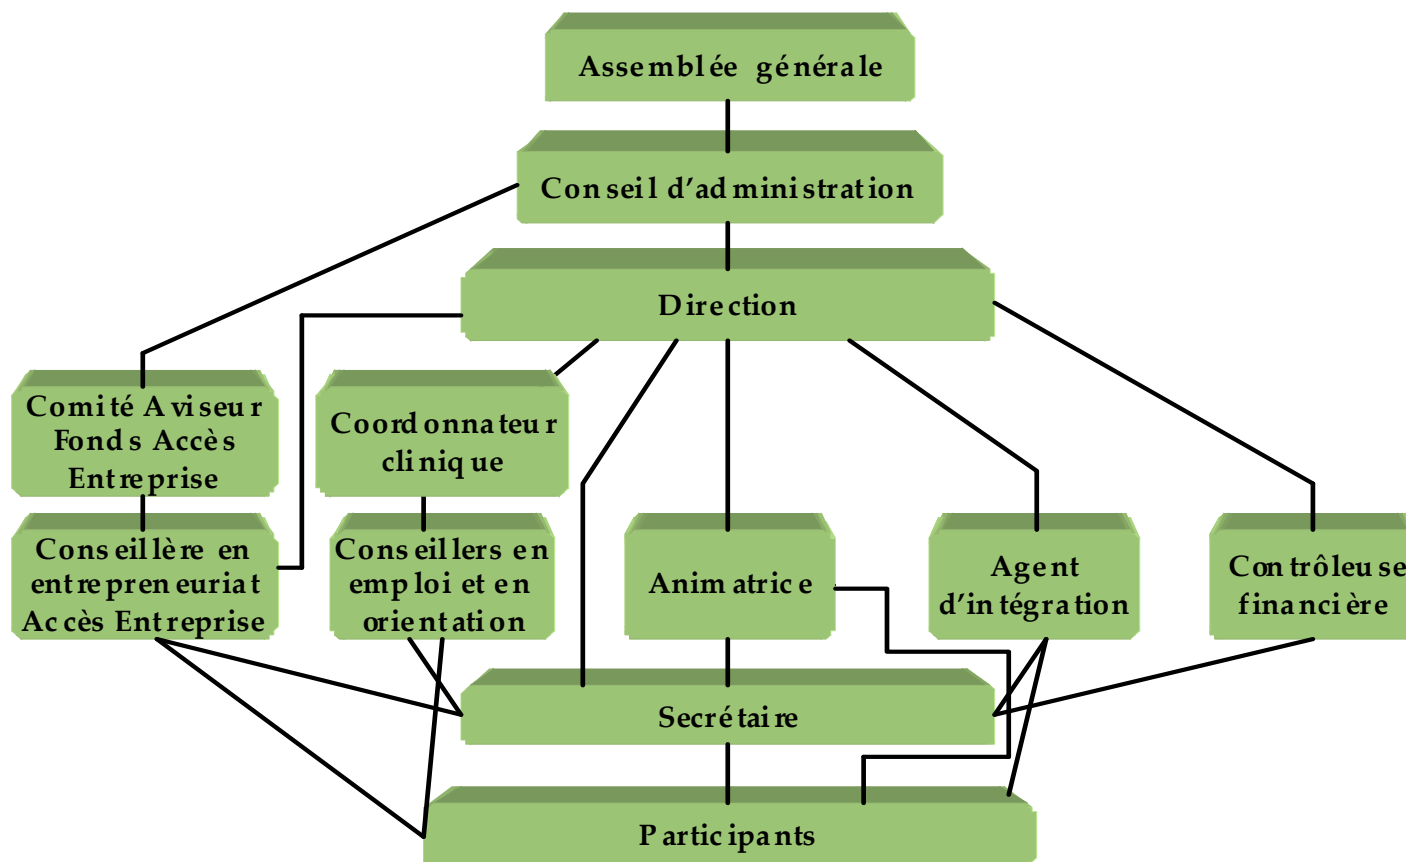 Assemblée générale
Conseil d’administration
Direction
Comité Aviseur
Fonds Accès
Entreprise
Coordonnateur
clinique
Conseillère en
entrepreneuriat
Accès Entreprise
Conseillers en
emploi et en
orientation
Animatrice
Agent
d’intégration
Contrôleuse
financière
Secrétaire
Participants